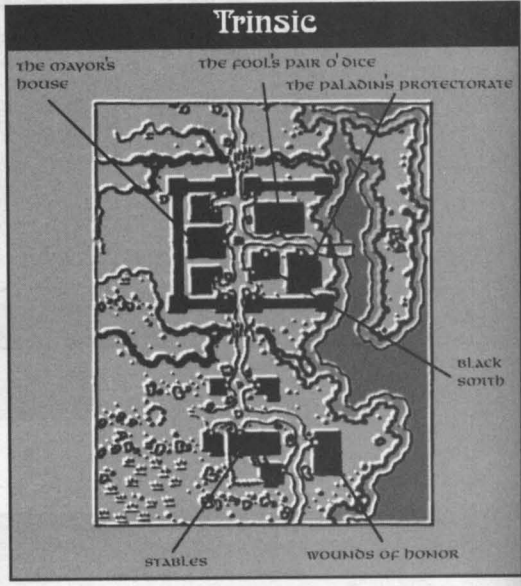 Trinsic
the mayor's
house
the fool's pair o' dice
the paladin's protectorate
black
smith
stables
wounds of honor